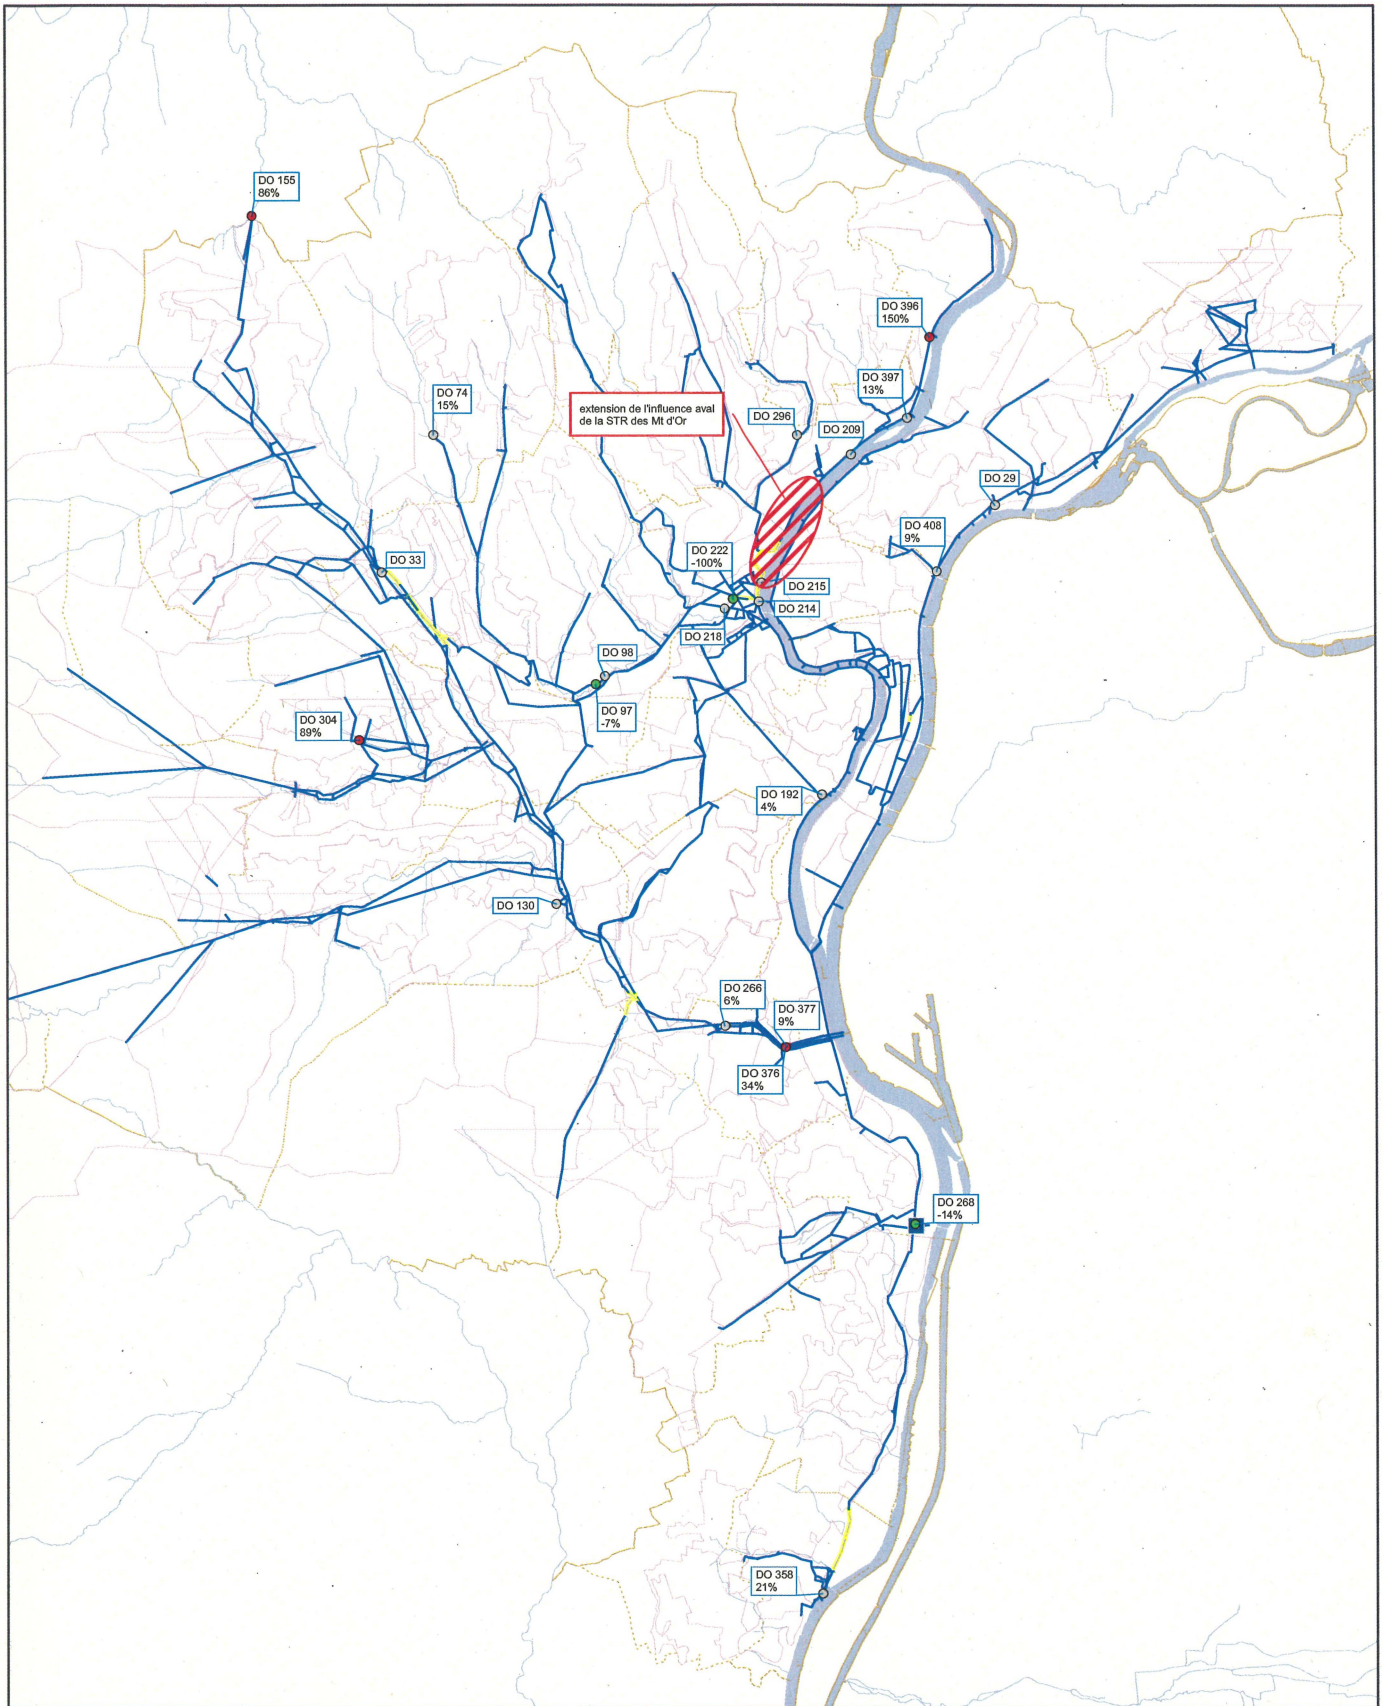 DO 155
86%
DO 396
150%
DO 397
13%
DO 74
15%
extension de l'influence aval
de la STR des Mt d'Or
DO 296
DO 209
DO 29
DO 408
9%
DO 222
-100%
DO 33
DO 215
DO 214
DO 218
DO 98
DO 97
-7%
DO 304
89%
DO 192
4%
DO 130
DO 266
6%
DO 377
9%
DO 376
34%
DO 268
-14%
DO 358
21%